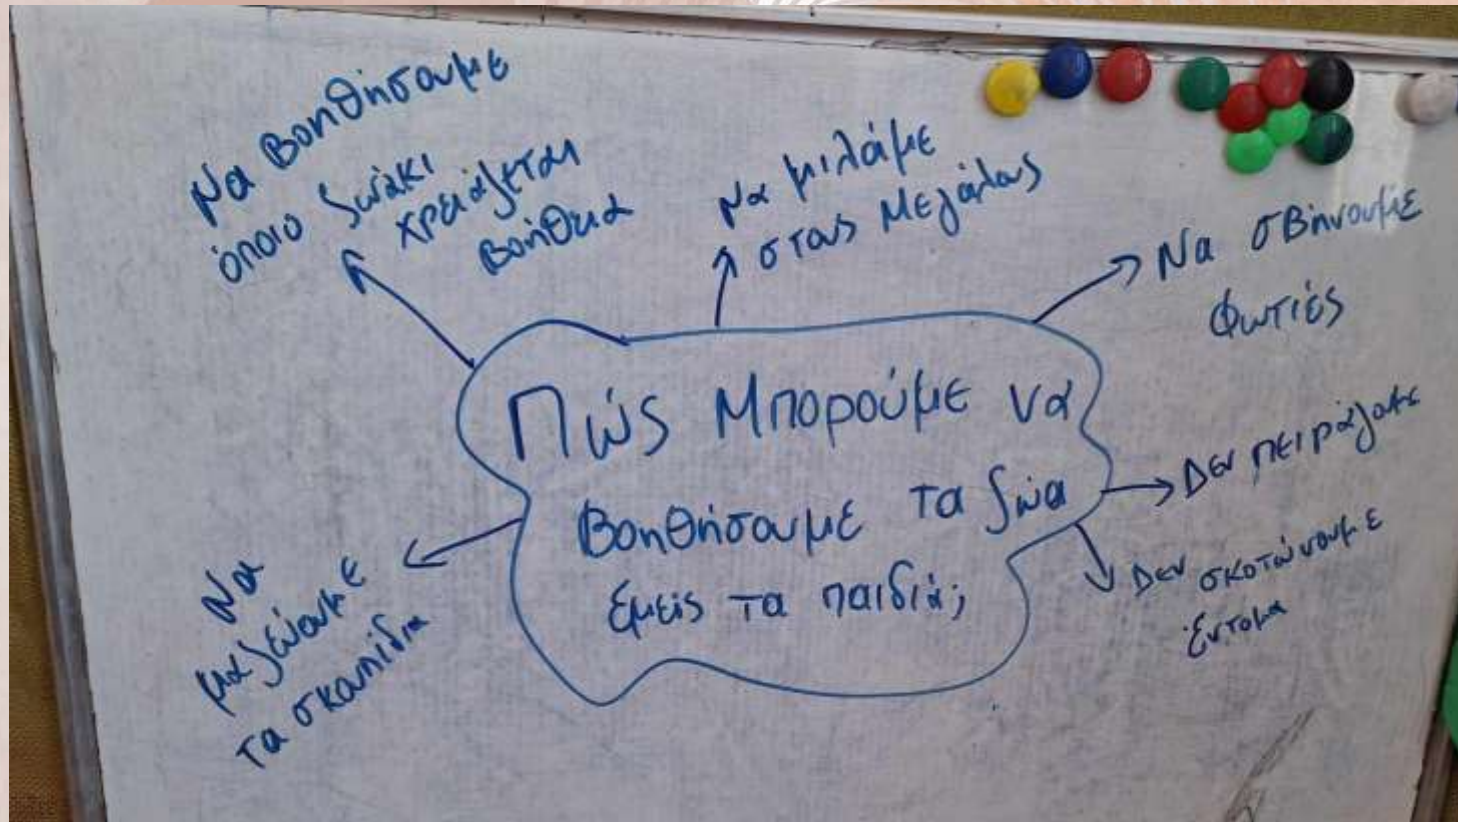 Να βοηθήσουμε
όποιο ζωάκι
χρειάζεται
βοήθεια
Να μιλάμε
στους Μεγάλους
Να σβήνουμε
Φωτιές
Πώς Μπορούμε να
βοηθήσουμε τα ζώα
εμείς τα παιδιά;
Δεν πειράζουμε
Δεν σκοτώνουμε
έντομα
Να
μαζεύουμε
τα σκουπίδια